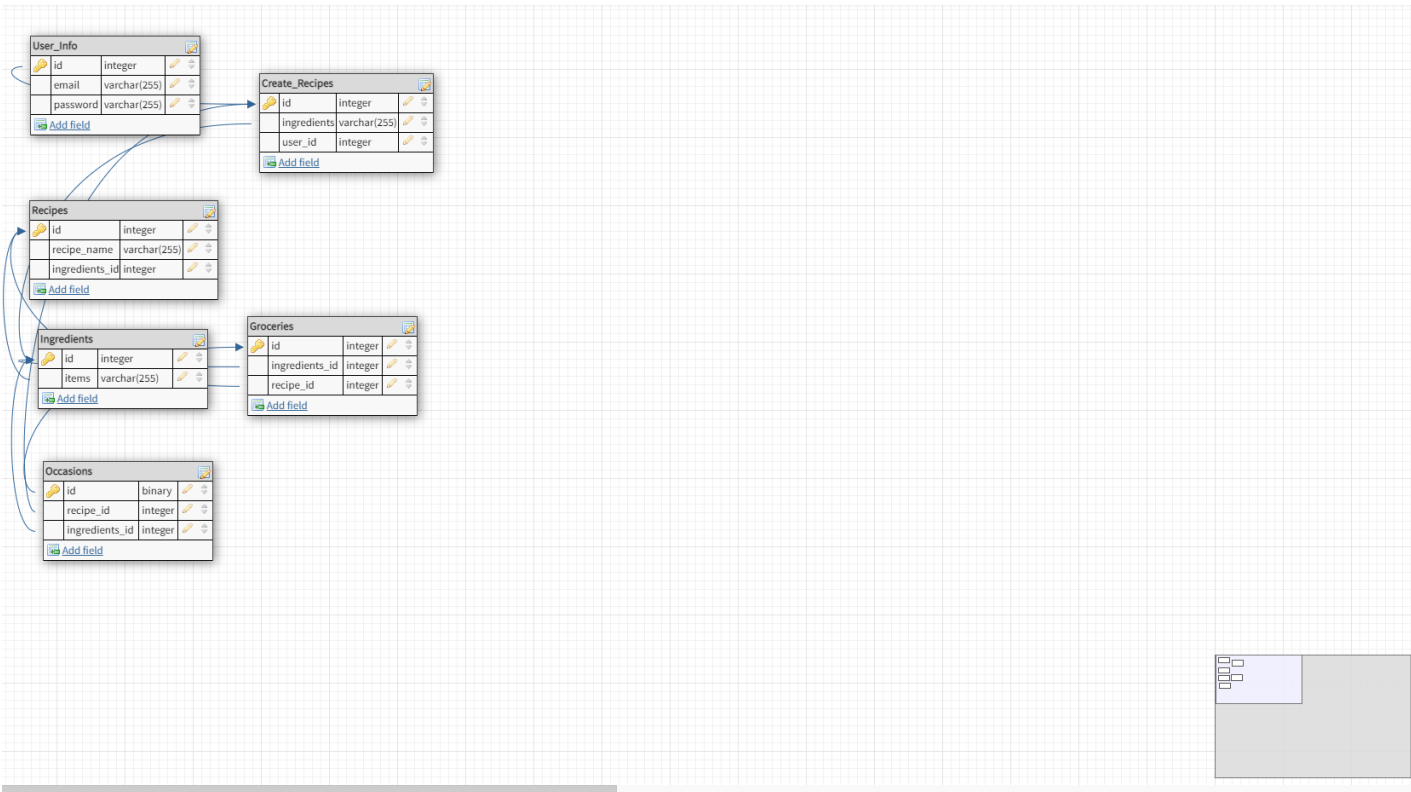 User_Info
id integer
email varchar(255)
password varchar(255)
Add field
Create_Recipes
id integer
ingredients varchar(255)
user_id integer
Add field
Recipes
id integer
recipe_name varchar(255)
ingredients_id integer
Add field
Ingredients
id integer
items varchar(255)
Add field
Groceries
id integer
ingredients_id integer
recipe_id integer
Add field
Occasions
id binary
recipe_id integer
ingredients_id integer
Add field